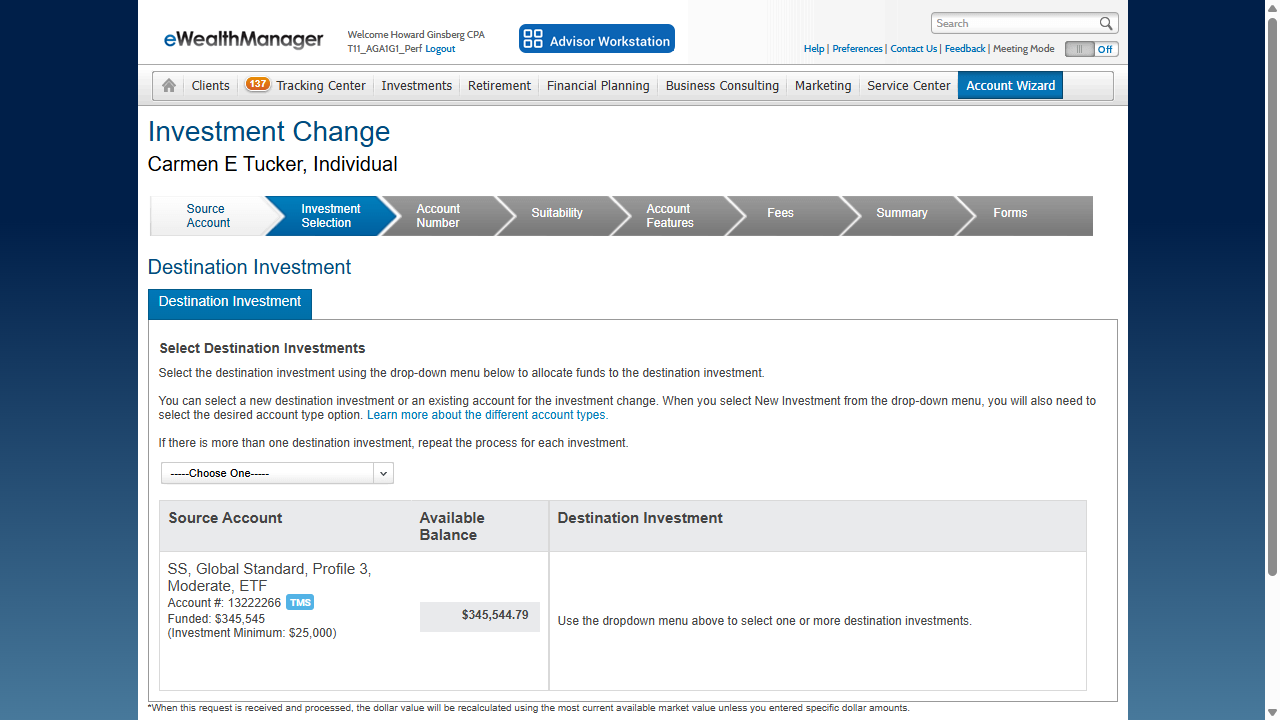 eWealthManager
Welcome Howard Ginsberg CPA
T11_AGA1G1_Perf Logout
Advisor Workstation
Search
Help | Preferences | Contact Us | Feedback | Meeting Mode Off
Clients 137 Tracking Center Investments Retirement Financial Planning Business Consulting Marketing Service Center Account Wizard
Investment Change
Carmen E Tucker, Individual
Source Account
Investment Selection
Account Number
Suitability
Account Features
Fees
Summary
Forms
Destination Investment
Destination Investment
Select Destination Investments
Select the destination investment using the drop-down menu below to allocate funds to the destination investment.
You can select a new destination investment or an existing account for the investment change. When you select New Investment from the drop-down menu, you will also need to
select the desired account type option. Learn more about the different account types.
If there is more than one destination investment, repeat the process for each investment.
-----Choose One-----
Source Account
Available Balance
Destination Investment
SS, Global Standard, Profile 3,
Moderate, ETF
Account #: 13222266 TMS
Funded: $345,545
(Investment Minimum: $25,000)
$345,544.79
Use the dropdown menu above to select one or more destination investments.
*When this request is received and processed, the dollar value will be recalculated using the most current available market value unless you entered specific dollar amounts.